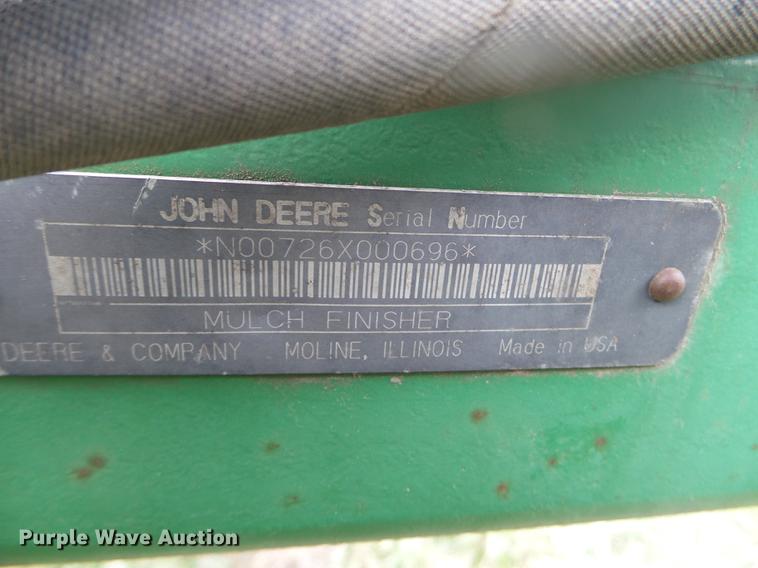 JOHN DEERE Serial Number
*N00726X000696*
MULCH FINISHER
DEERE & COMPANY MOLINE, ILLINOIS Made in USA
Purple Wave Auction